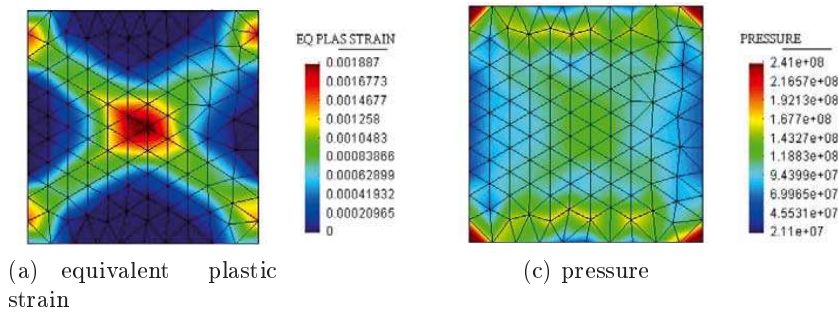 EQ PLAS STRAIN
0.001887
0.0016773
0.0014677
0.001258
0.0010483
0.00083866
0.00062899
0.00041932
0.00020965
0
(a) equivalent plastic
strain
PRESSURE
2.41e+08
2.1657e+08
1.9213e+08
1.677e+08
1.4327e+08
1.1883e+08
9.4399e+07
6.9965e+07
4.5531e+07
2.11e+07
(c) pressure